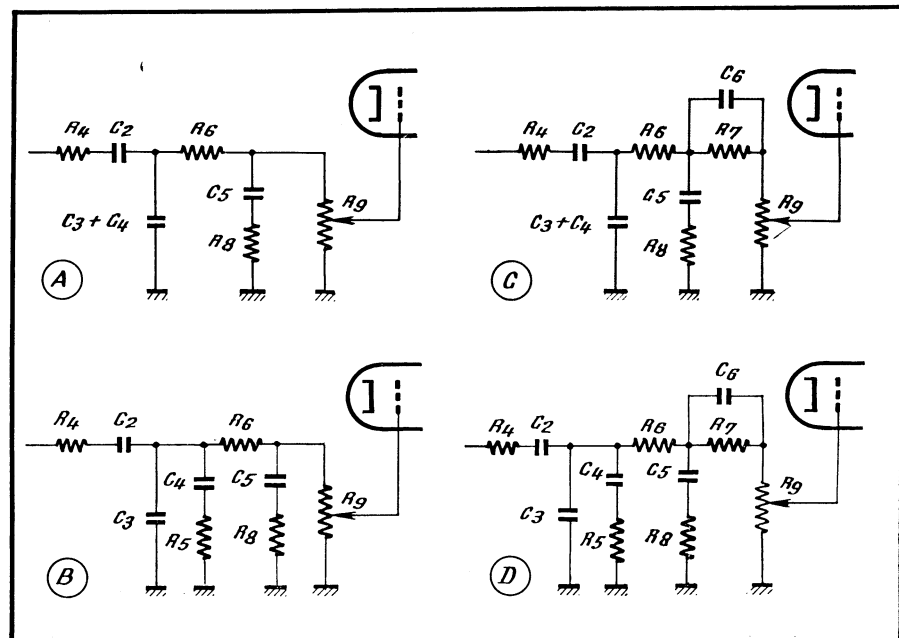 R4 C2 R6
C5
R9
C3 + C4
R8
A
C6
R4 C2 R6 R7
C5
R9
C3 + C4
R8
C
R4 C2 R6
C4 C5
R9
C3
R5 R8
B
C6
R4 C2 R6 R7
C4 C5
R9
C3
R5 R8
D